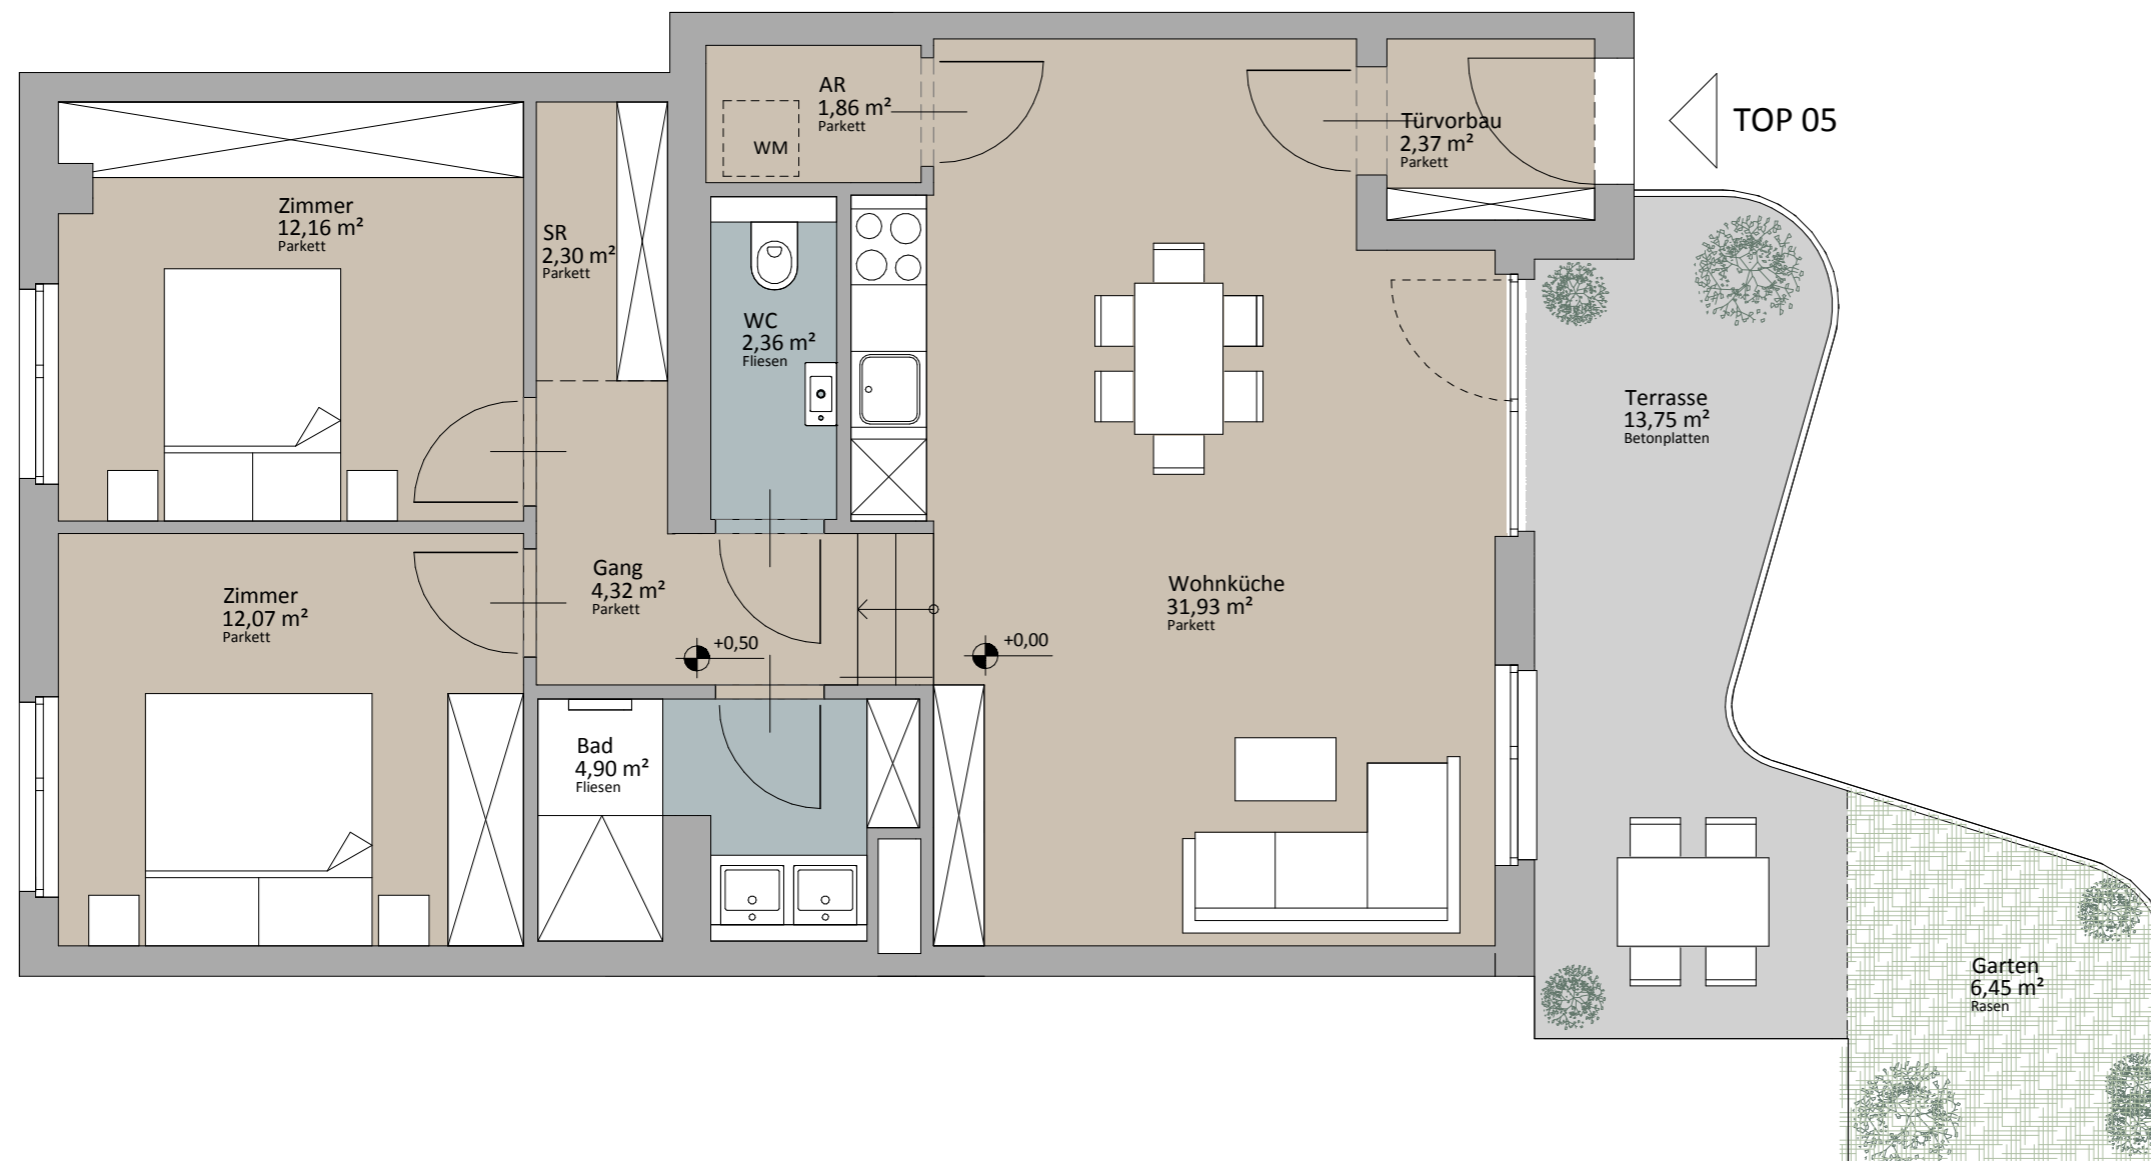 AR
1,86 m²
Parkett
WM
Türvorbau
2,37 m²
Parkett
TOP 05
Zimmer
12,16 m²
Parkett
SR
2,30 m²
Parkett
WC
2,36 m²
Fliesen
Terrasse
13,75 m²
Betonplatten
Zimmer
12,07 m²
Parkett
Gang
4,32 m²
Parkett
Wohnküche
31,93 m²
Parkett
+0,50
+0,00
Bad
4,90 m²
Fliesen
Garten
6,45 m²
Rasen